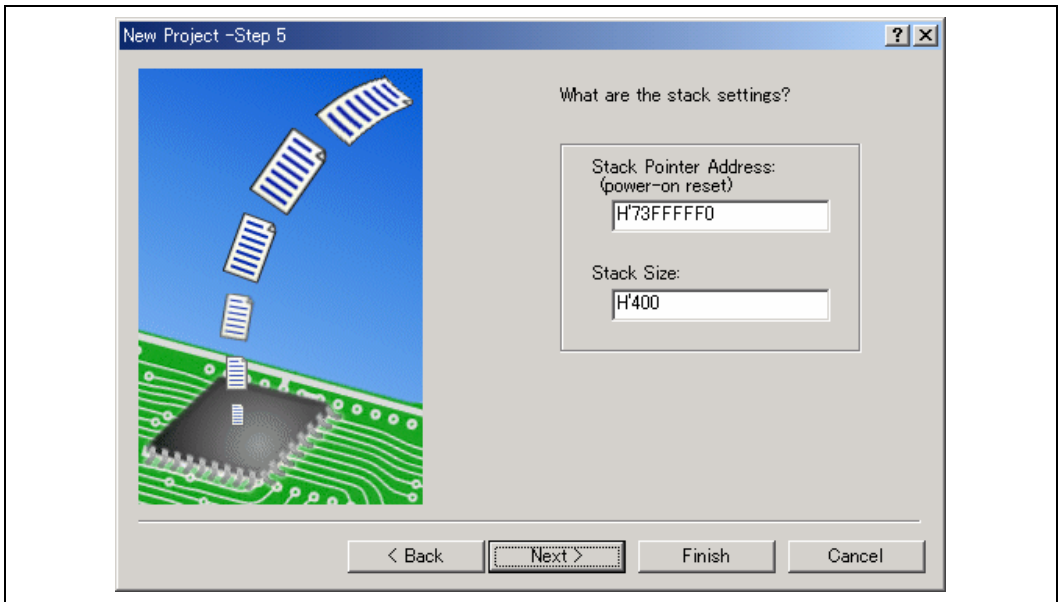 New Project -Step 5
What are the stack settings?
Stack Pointer Address:
(power-on reset)
H'73FFFFF0
Stack Size:
H'400
< Back
Next >
Finish
Cancel